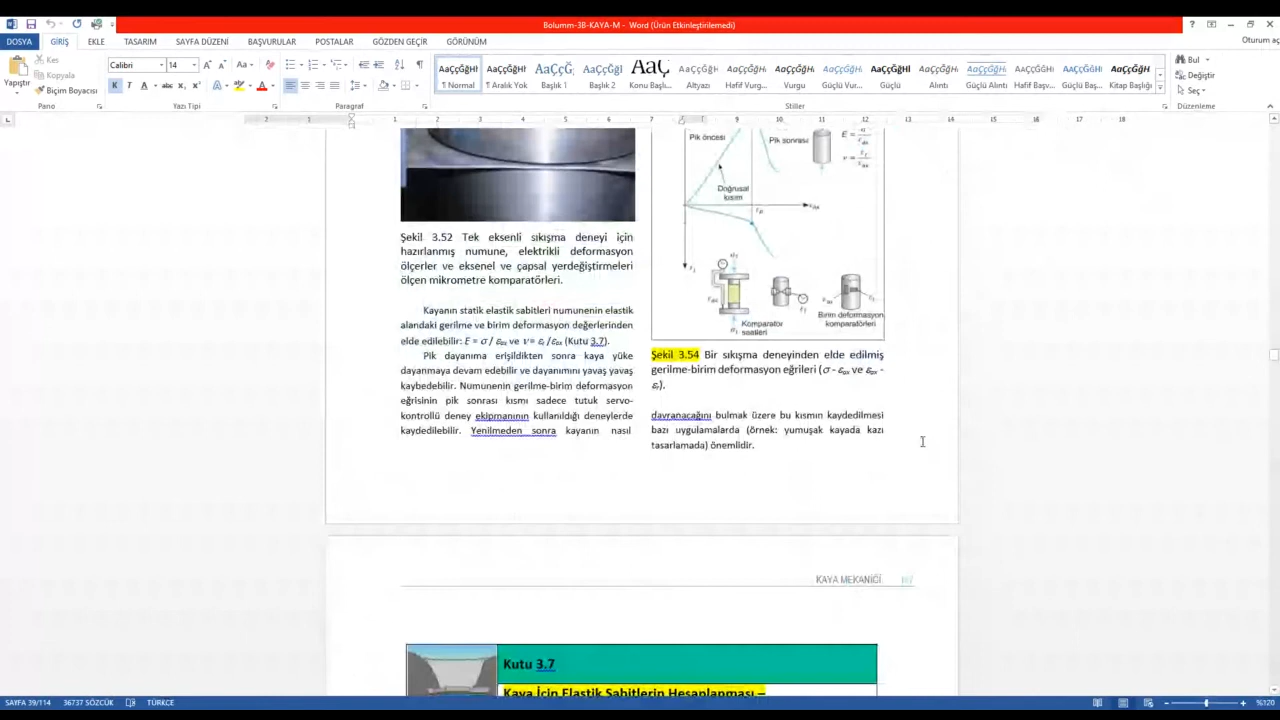 Bolumm-3B-KAYA-M - Word (Ürün Etkinleştirilemedi)
DOSYA GİRİŞ EKLE TASARIM SAYFA DÜZENİ BAŞVURULAR POSTALAR GÖZDEN GEÇİR GÖRÜNÜM Oturum aç
Yapıştır
Kes
Kopyala
Biçim Boyacısı
Pano
Calibri 14
Yazı Tipi
Paragraf
¶ Normal
¶ Aralık Yok
Başlık 1
Başlık 2
Konu Başl...
Altyazı
Hafif Vurg...
Vurgu
Güçlü Vur...
Güçlü
Alıntı
Güçlü Alıntı
Hafif Başv...
Güçlü Baş...
Kitap Başlığı
Stiller
Bul
Değiştir
Seç
Düzenleme
Şekil 3.52 Tek eksenli sıkışma deneyi için
hazırlanmış numune, elektrikli deformasyon
ölçerler ve eksenel ve çapsal yerdeğiştirmeleri
ölçen mikrometre komparatörleri.
Kayanın statik elastik sabitleri numunenin elastik
alandaki gerilme ve birim deformasyon değerlerinden
elde edilebilir: E = σ / εax ve ν = εr /εax (Kutu 3.7).
Pik dayanıma erişildikten sonra kaya yüke
dayanmaya devam edebilir ve dayanımını yavaş yavaş
kaybedebilir. Numunenin gerilme-birim deformasyon
eğrisinin pik sonrası kısmı sadece tutuk servo-
kontrollü deney ekipmanının kullanıldığı deneylerde
kaydedilebilir. Yenilmeden sonra kayanın nasıl
Pik öncesi
Pik sonrası
Doğrusal
kısım
Komparatör
saatleri
Birim deformasyon
komparatörleri
Şekil 3.54 Bir sıkışma deneyinden elde edilmiş
gerilme-birim deformasyon eğrileri (σ - εax ve εax -
εr).
davranacağını bulmak üzere bu kısmın kaydedilmesi
bazı uygulamalarda (örnek: yumuşak kayada kazı
tasarlamada) önemlidir.
KAYA MEKANİĞİ
Kutu 3.7
Kaya İçin Elastik Sabitlerin Hesaplanması –
SAYFA 39/114 36737 SÖZCÜK TÜRKÇE %120